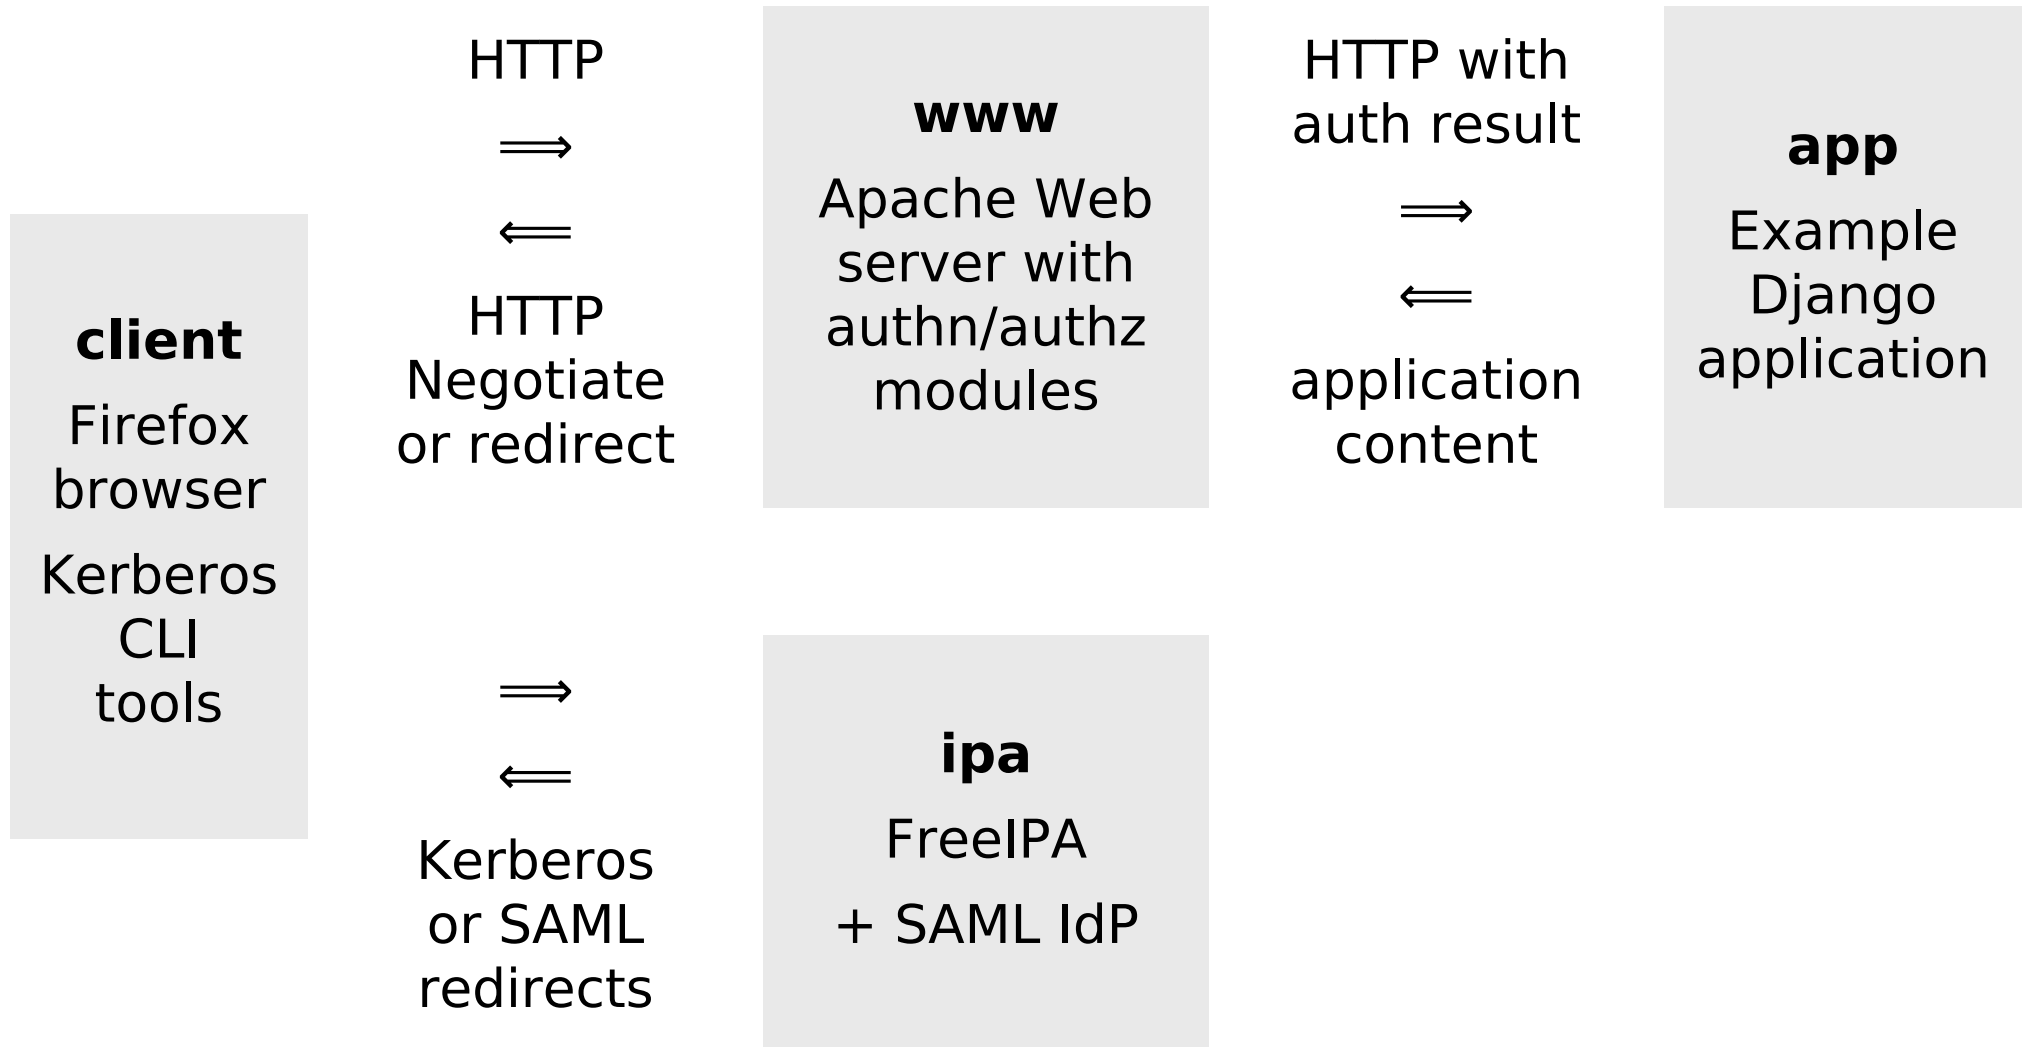 client
Firefox
browser
Kerberos
CLI
tools
HTTP
⟹
⟸
HTTP
Negotiate
or redirect
www
Apache Web
server with
authn/authz
modules
HTTP with
auth result
⟹
⟸
application
content
app
Example
Django
application
⟹
⟸
Kerberos
or SAML
redirects
ipa
FreeIPA
+ SAML IdP